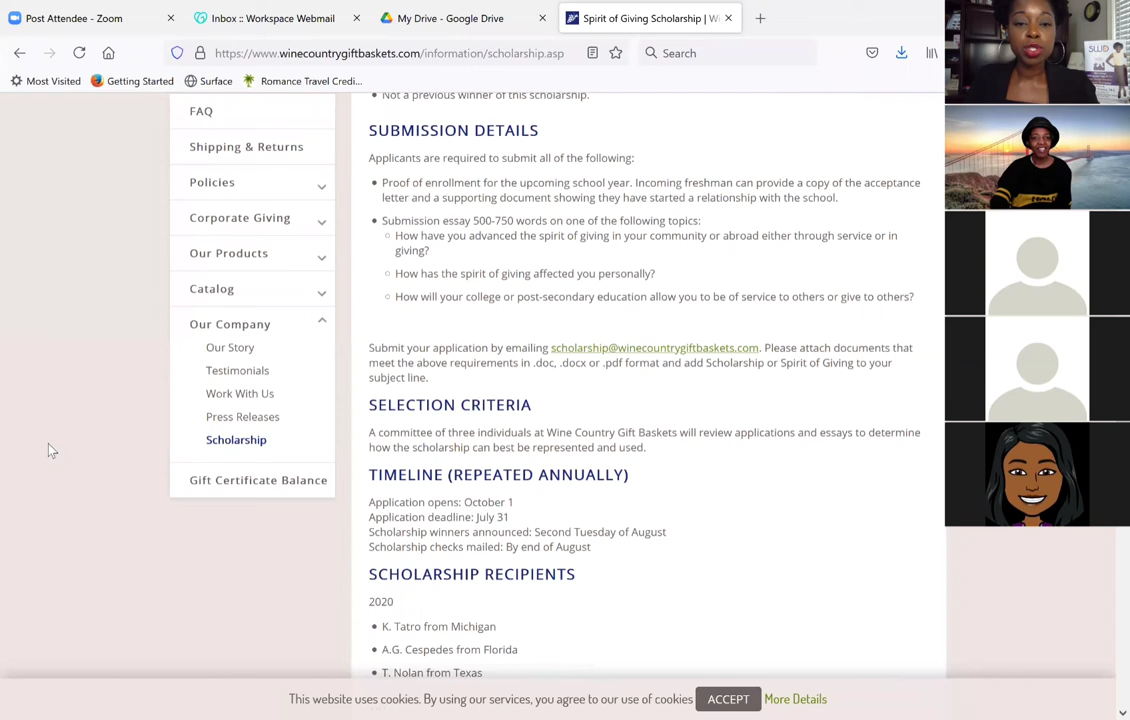 Post Attendee - Zoom
Inbox :: Workspace Webmail
My Drive - Google Drive
Spirit of Giving Scholarship | Wi
https://www.winecountrygiftbaskets.com/information/scholarship.asp
Search
Most Visited
Getting Started
Surface
Romance Travel Credi...
FAQ
Shipping & Returns
Policies
Corporate Giving
Our Products
Catalog
Our Company
Our Story
Testimonials
Work With Us
Press Releases
Scholarship
Gift Certificate Balance
Not a previous winner of this scholarship.
SUBMISSION DETAILS
Applicants are required to submit all of the following:
Proof of enrollment for the upcoming school year. Incoming freshman can provide a copy of the acceptance
letter and a supporting document showing they have started a relationship with the school.
Submission essay 500-750 words on one of the following topics:
How have you advanced the spirit of giving in your community or abroad either through service or in
giving?
How has the spirit of giving affected you personally?
How will your college or post-secondary education allow you to be of service to others or give to others?
Submit your application by emailing scholarship@winecountrygiftbaskets.com. Please attach documents that
meet the above requirements in .doc, .docx or .pdf format and add Scholarship or Spirit of Giving to your
subject line.
SELECTION CRITERIA
A committee of three individuals at Wine Country Gift Baskets will review applications and essays to determine
how the scholarship can best be represented and used.
TIMELINE (REPEATED ANNUALLY)
Application opens: October 1
Application deadline: July 31
Scholarship winners announced: Second Tuesday of August
Scholarship checks mailed: By end of August
SCHOLARSHIP RECIPIENTS
2020
K. Tatro from Michigan
A.G. Cespedes from Florida
T. Nolan from Texas
This website uses cookies. By using our services, you agree to our use of cookies
ACCEPT
More Details